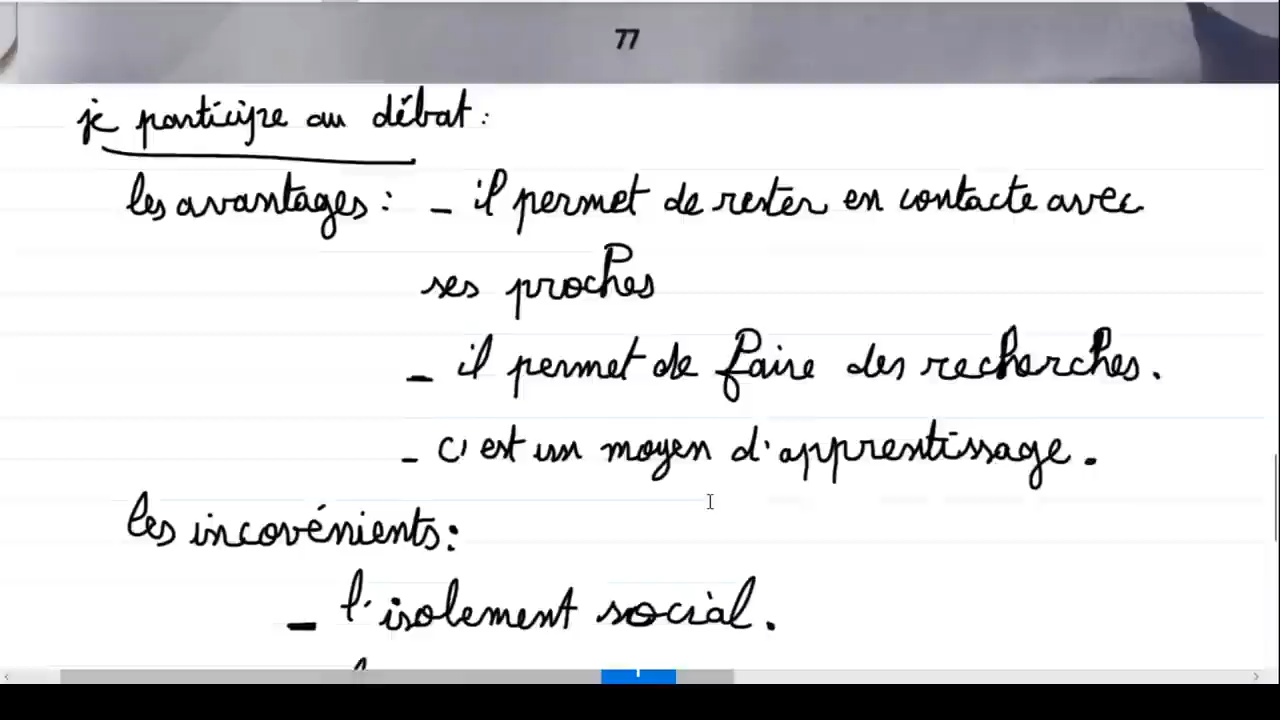 77
je participe au débat :
les avantages : - il permet de rester en contacte avec
ses proches
- il permet de faire des recherches.
- c'est un moyen d'apprentissage.
les incovénients :
- l'isolement social.